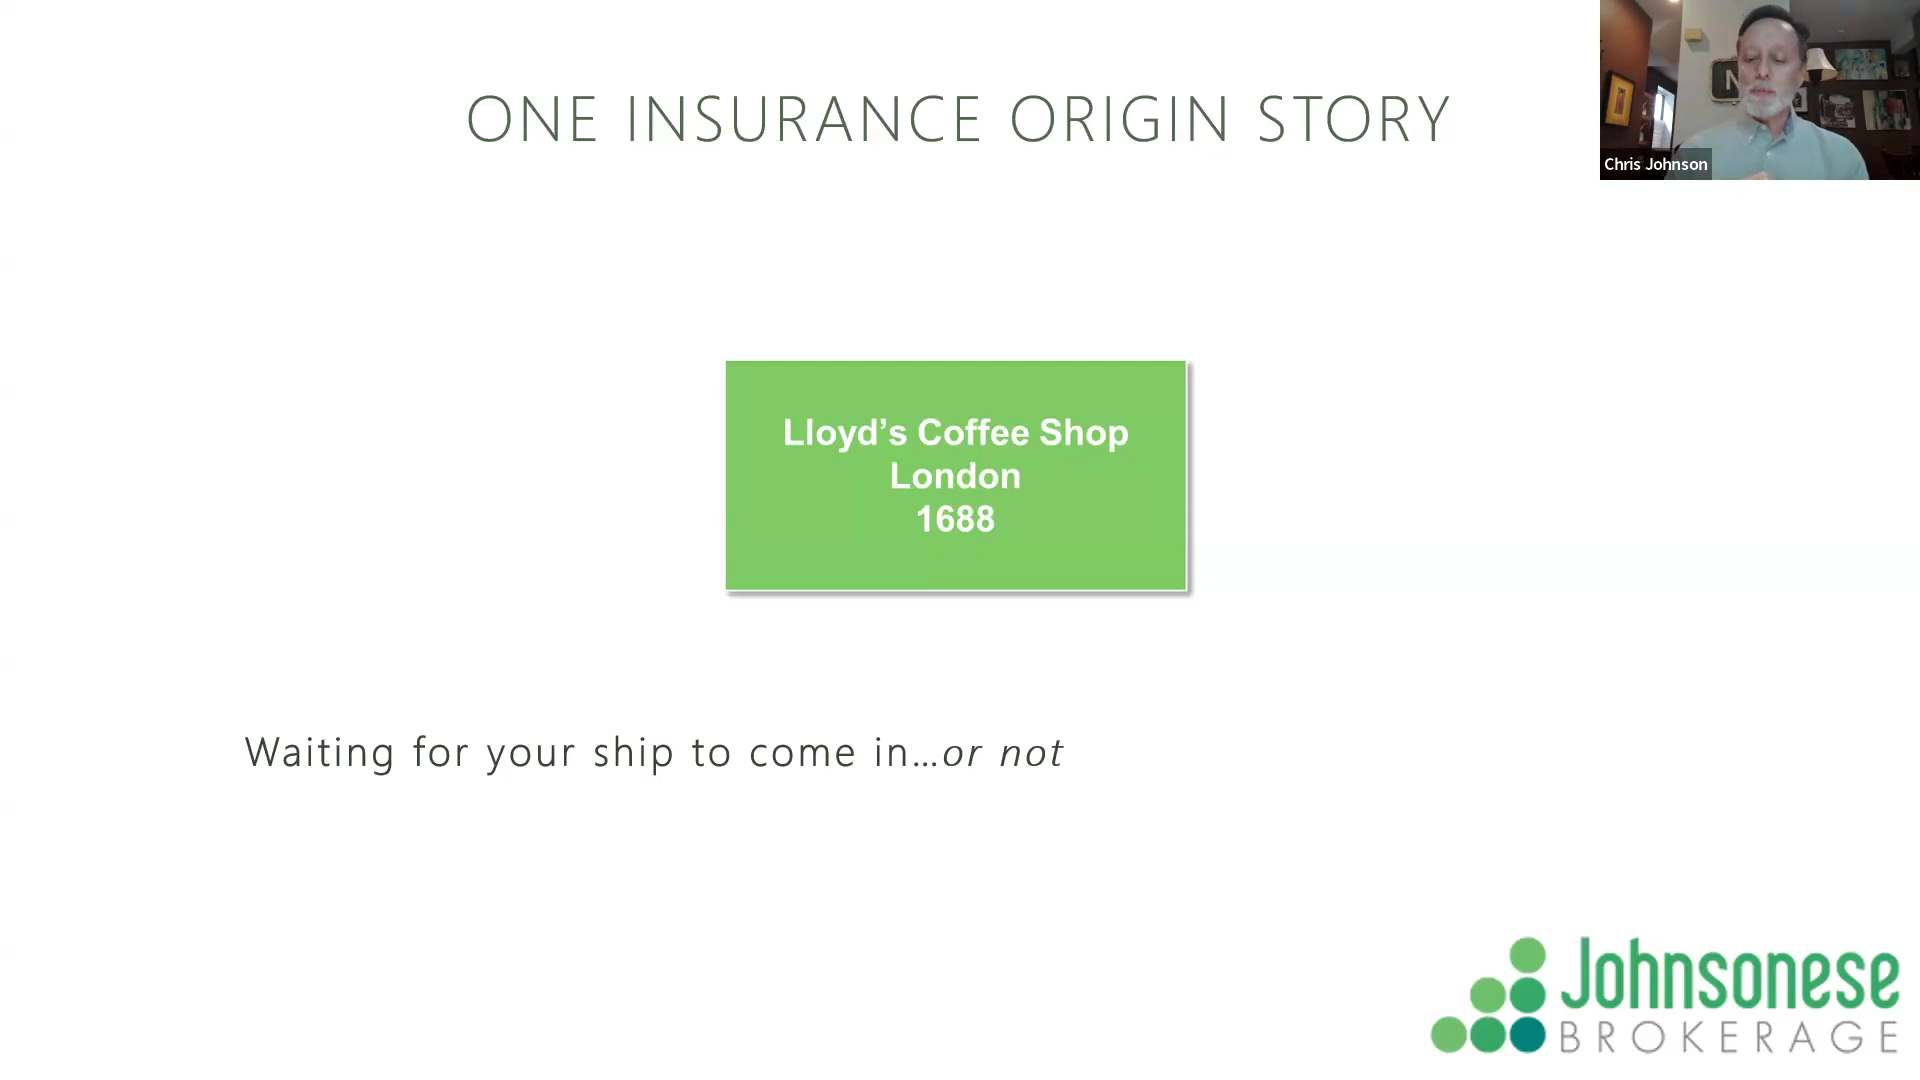 ONE INSURANCE ORIGIN STORY
N
Chris Johnson
Lloyd’s Coffee Shop
London
1688
Waiting for your ship to come in…or not
Johnsonese
BROKERAGE